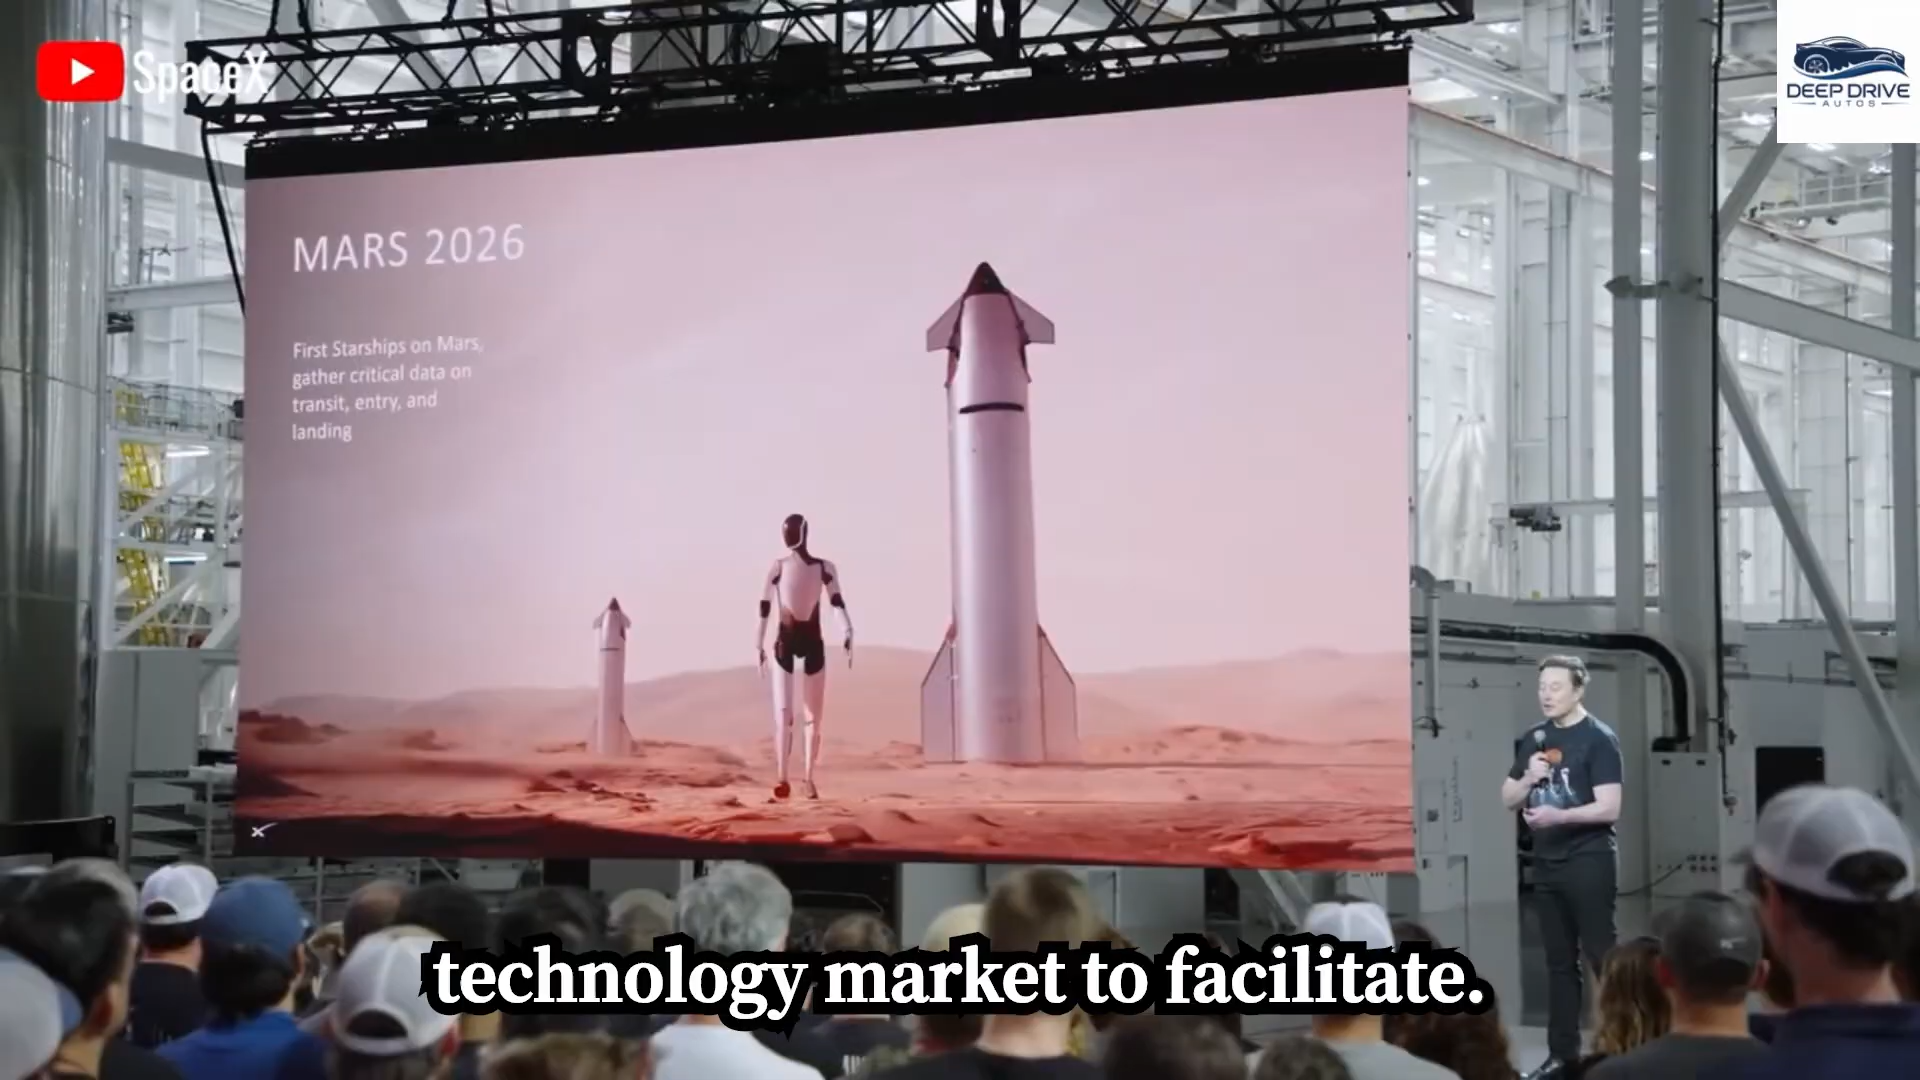 SpaceX
DEEP DRIVE
AUTOS
MARS 2026
First Starships on Mars,
gather critical data on
transit, entry, and
landing
technology market to facilitate.